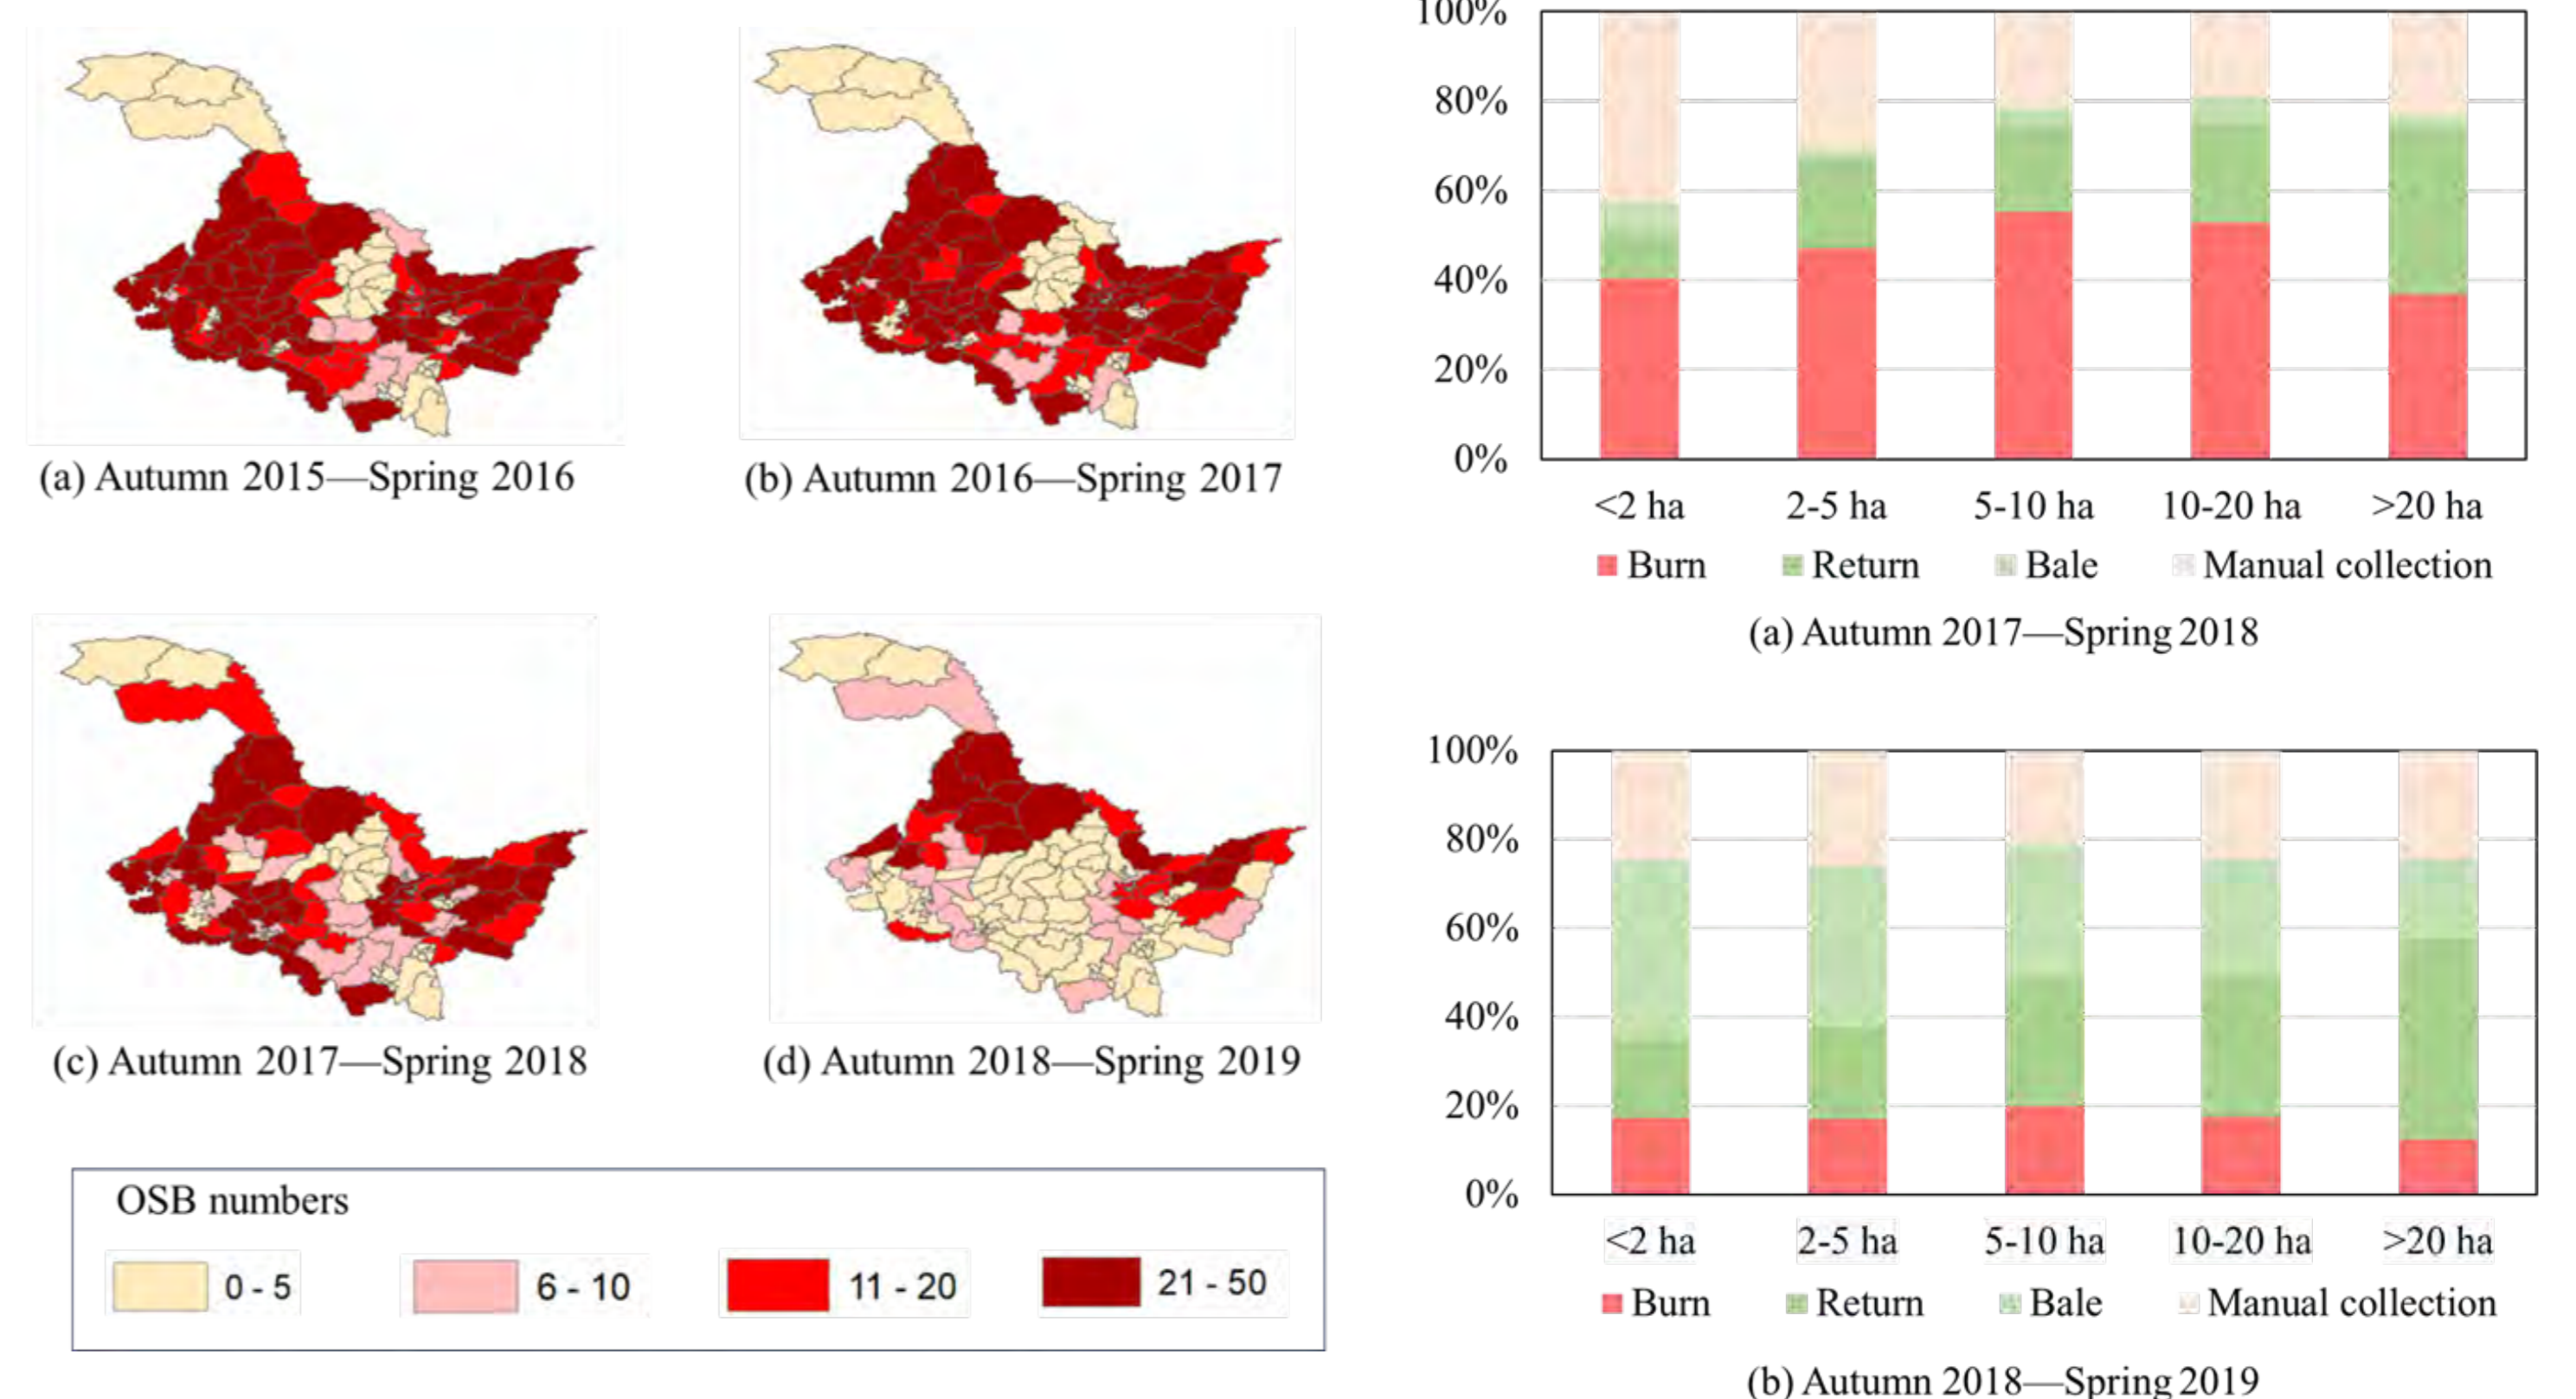 (a) Autumn 2015—Spring 2016
(b) Autumn 2016—Spring 2017
(c) Autumn 2017—Spring 2018
(d) Autumn 2018—Spring 2019
OSB numbers
0 - 5
6 - 10
11 - 20
21 - 50
100%
80%
60%
40%
20%
0%
<2 ha 2-5 ha 5-10 ha 10-20 ha >20 ha
Burn Return Bale Manual collection
(a) Autumn 2017—Spring 2018
100%
80%
60%
40%
20%
0%
<2 ha 2-5 ha 5-10 ha 10-20 ha >20 ha
Burn Return Bale Manual collection
(b) Autumn 2018—Spring 2019